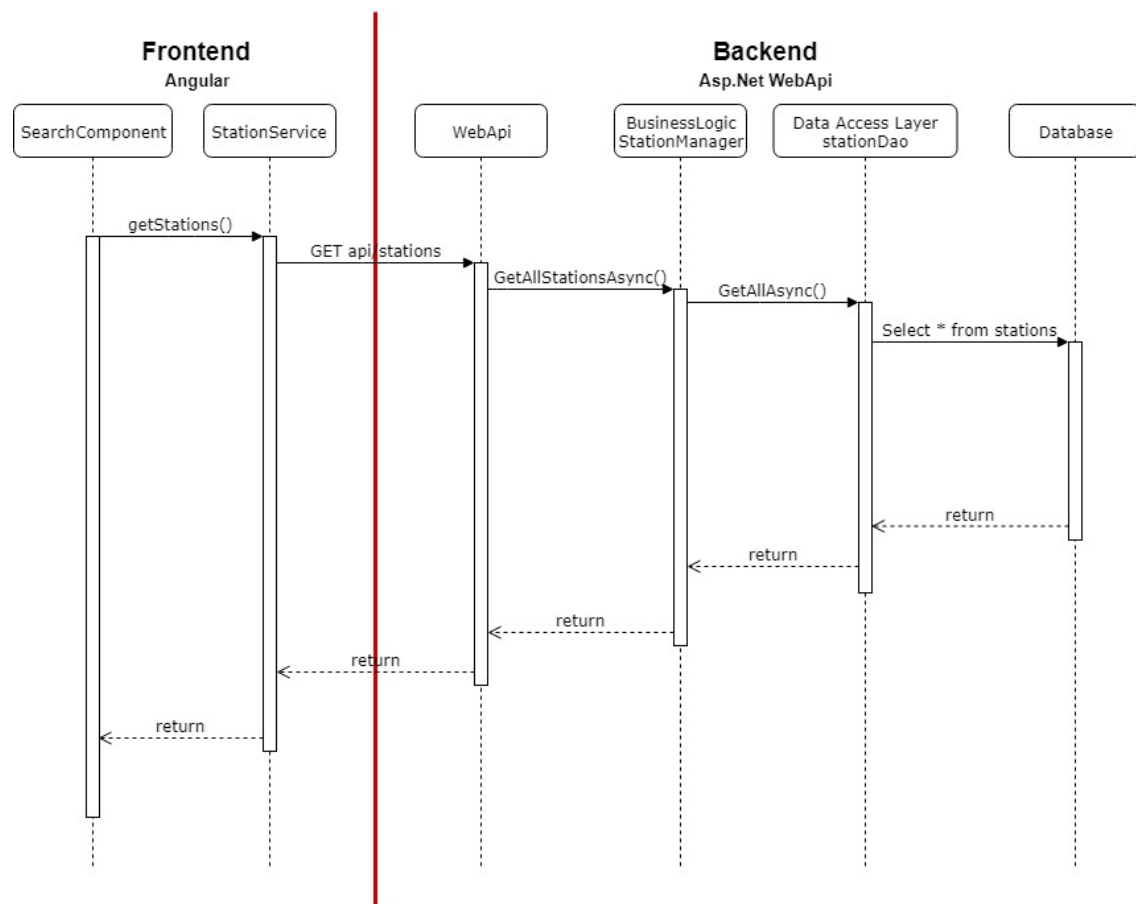 Frontend
Angular
Backend
Asp.Net WebApi
SearchComponent
StationService
WebApi
BusinessLogic
StationManager
Data Access Layer
stationDao
Database
getStations()
GET api/stations
GetAllStationsAsync()
GetAllAsync()
Select * from stations
return
return
return
return
return